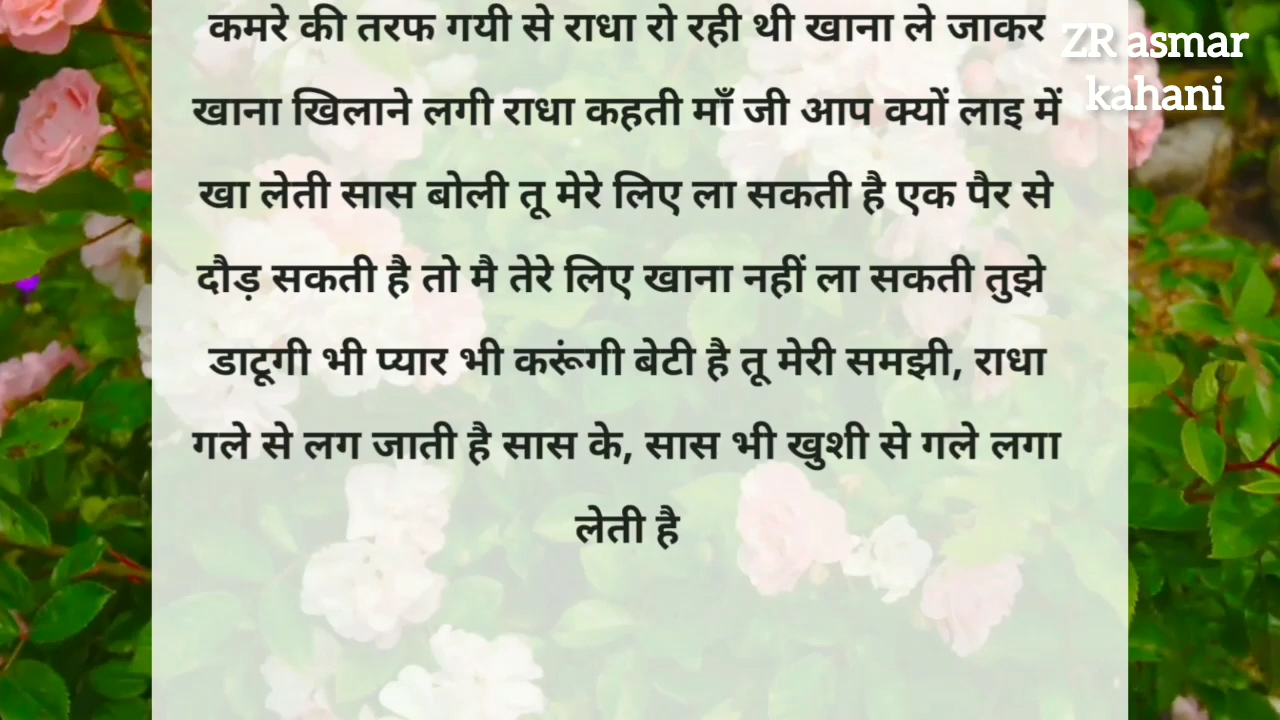 कमरे की तरफ गयी से राधा रो रही थी खाना ले जाकर
खाना खिलाने लगी राधा कहती माँ जी आप क्यों लाइ में
खा लेती सास बोली तू मेरे लिए ला सकती है एक पैर से
दौड़ सकती है तो मै तेरे लिए खाना नहीं ला सकती तुझे
डाटूगी भी प्यार भी करूंगी बेटी है तू मेरी समझी, राधा
गले से लग जाती है सास के, सास भी खुशी से गले लगा
लेती है
ZR asmar
kahani